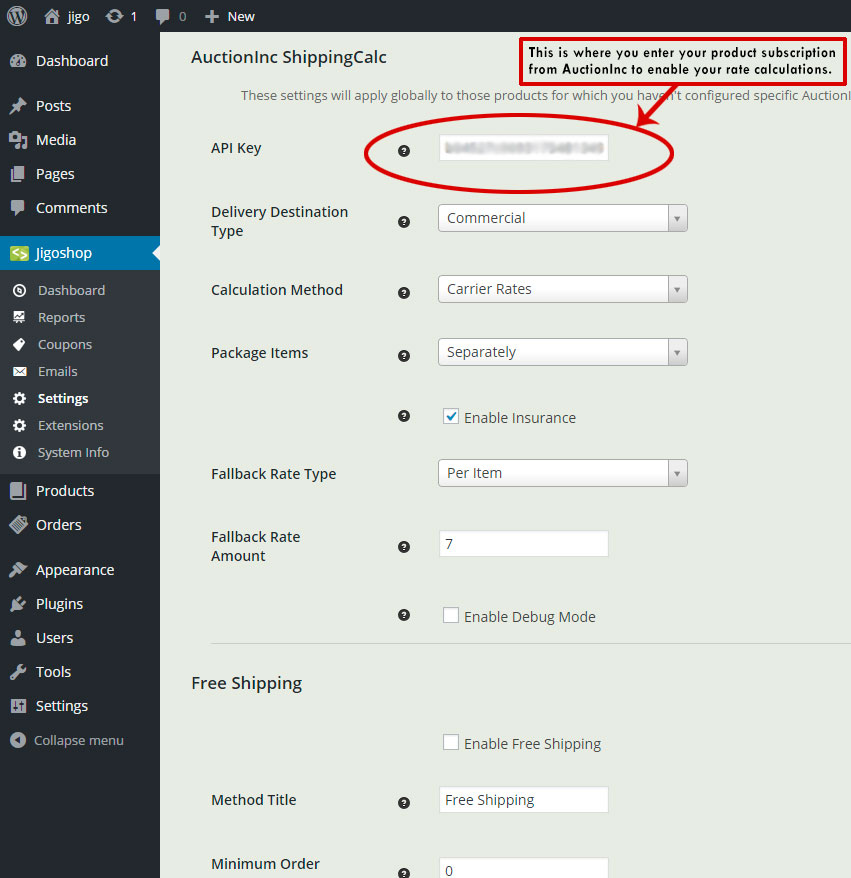 jigo
1
0
New
Dashboard
Posts
Media
Pages
Comments
Jigoshop
Dashboard
Reports
Coupons
Emails
Settings
Extensions
System Info
Products
Orders
Appearance
Plugins
Users
Tools
Settings
Collapse menu
AuctionInc ShippingCalc
This is where you enter your product subscription
from AuctionInc to enable your rate calculations.
These settings will apply globally to those products for which you haven't configured specific AuctionI
API Key
Delivery Destination
Type
Commercial
Calculation Method
Carrier Rates
Package Items
Separately
Enable Insurance
Fallback Rate Type
Per Item
Fallback Rate
Amount
7
Enable Debug Mode
Free Shipping
Enable Free Shipping
Method Title
Free Shipping
Minimum Order
0